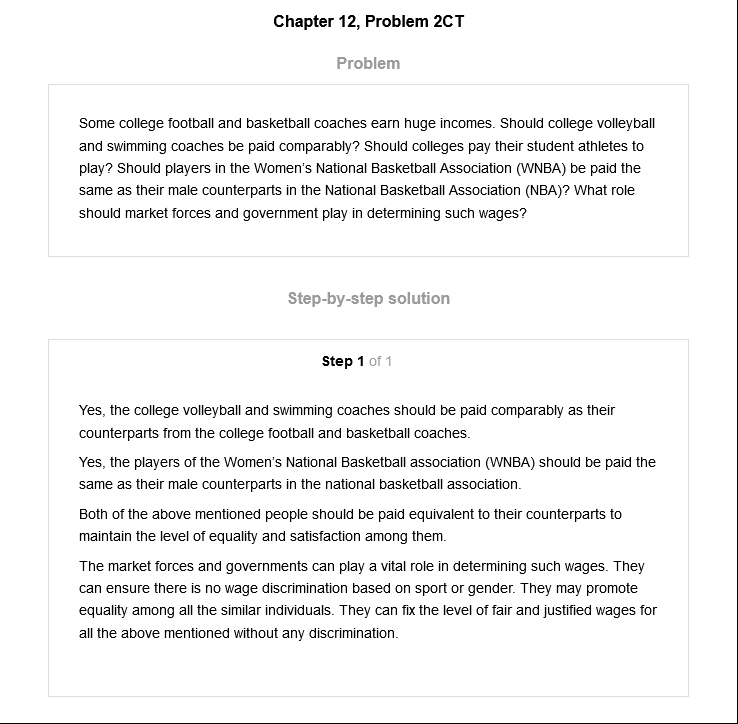 Chapter 12, Problem 2CT
Problem
Some college football and basketball coaches earn huge incomes. Should college volleyball
and swimming coaches be paid comparably? Should colleges pay their student athletes to
play? Should players in the Women's National Basketball Association (WNBA) be paid the
same as their male counterparts in the National Basketball Association (NBA)? What role
should market forces and government play in determining such wages?
Step-by-step solution
Step 1 of 1
Yes, the college volleyball and swimming coaches should be paid comparably as their
counterparts from the college football and basketball coaches.
Yes, the players of the Women's National Basketball association (WNBA) should be paid the
same as their male counterparts in the national basketball association.
Both of the above mentioned people should be paid equivalent to their counterparts to
maintain the level of equality and satisfaction among them.
The market forces and governments can play a vital role in determining such wages. They
can ensure there is no wage discrimination based on sport or gender. They may promote
equality among all the similar individuals. They can fix the level of fair and justified wages for
all the above mentioned without any discrimination.